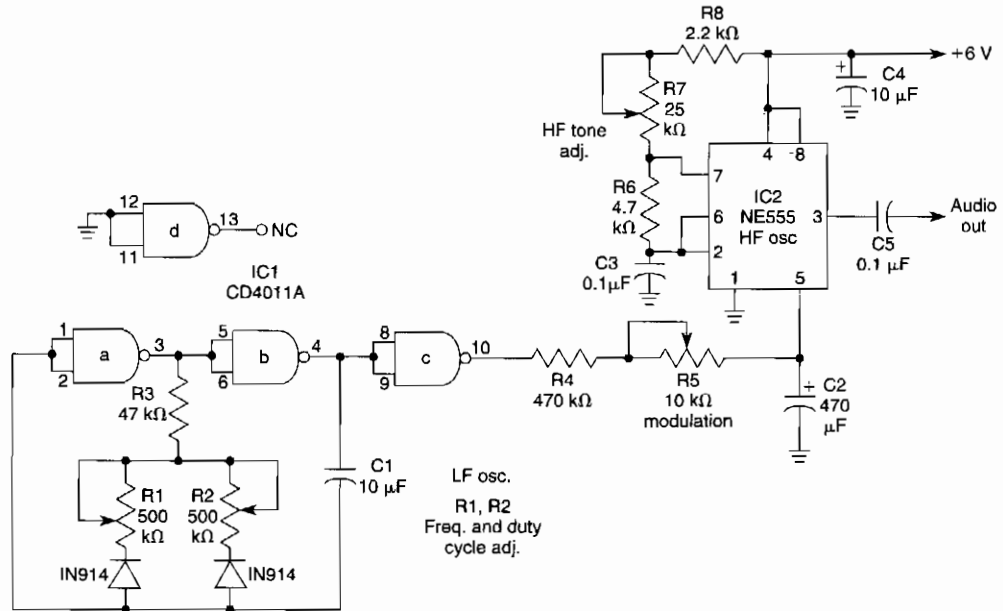 R8
2.2 kΩ
+6 V
+
C4
10 µF
R7
25
kΩ
HF tone
adj.
4
-8
7
R6
4.7
kΩ
IC2
NE555
HF osc
6
3
2
Audio
out
C5
0.1 µF
C3
0.1µF
1
5
12
d
13
NC
11
IC1
CD4011A
1
a
3
2
5
b
4
6
8
c
10
9
R3
47 kΩ
R4
470 kΩ
R5
10 kΩ
modulation
+
C2
470
µF
R1
500
kΩ
R2
500
kΩ
C1
10 µF
LF osc.
R1, R2
Freq. and duty
cycle adj.
IN914
IN914